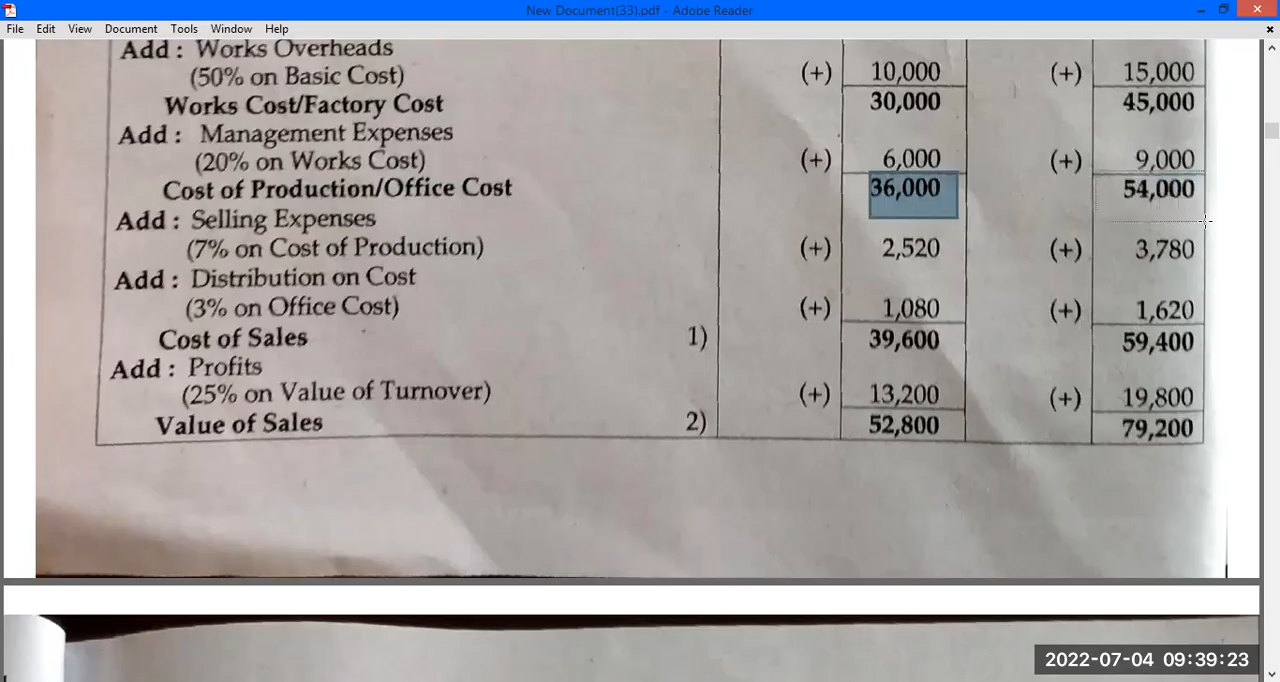 New Document(33).pdf - Adobe Reader
File Edit View Document Tools Window Help
Add : Works Overheads
(50% on Basic Cost) (+) 10,000 (+) 15,000
Works Cost/Factory Cost 30,000 45,000
Add : Management Expenses
(20% on Works Cost) (+) 6,000 (+) 9,000
Cost of Production/Office Cost 36,000 54,000
Add : Selling Expenses
(7% on Cost of Production) (+) 2,520 (+) 3,780
Add : Distribution on Cost
(3% on Office Cost) (+) 1,080 (+) 1,620
Cost of Sales 1) 39,600 59,400
Add : Profits
(25% on Value of Turnover) (+) 13,200 (+) 19,800
Value of Sales 2) 52,800 79,200
2022-07-04 09:39:23